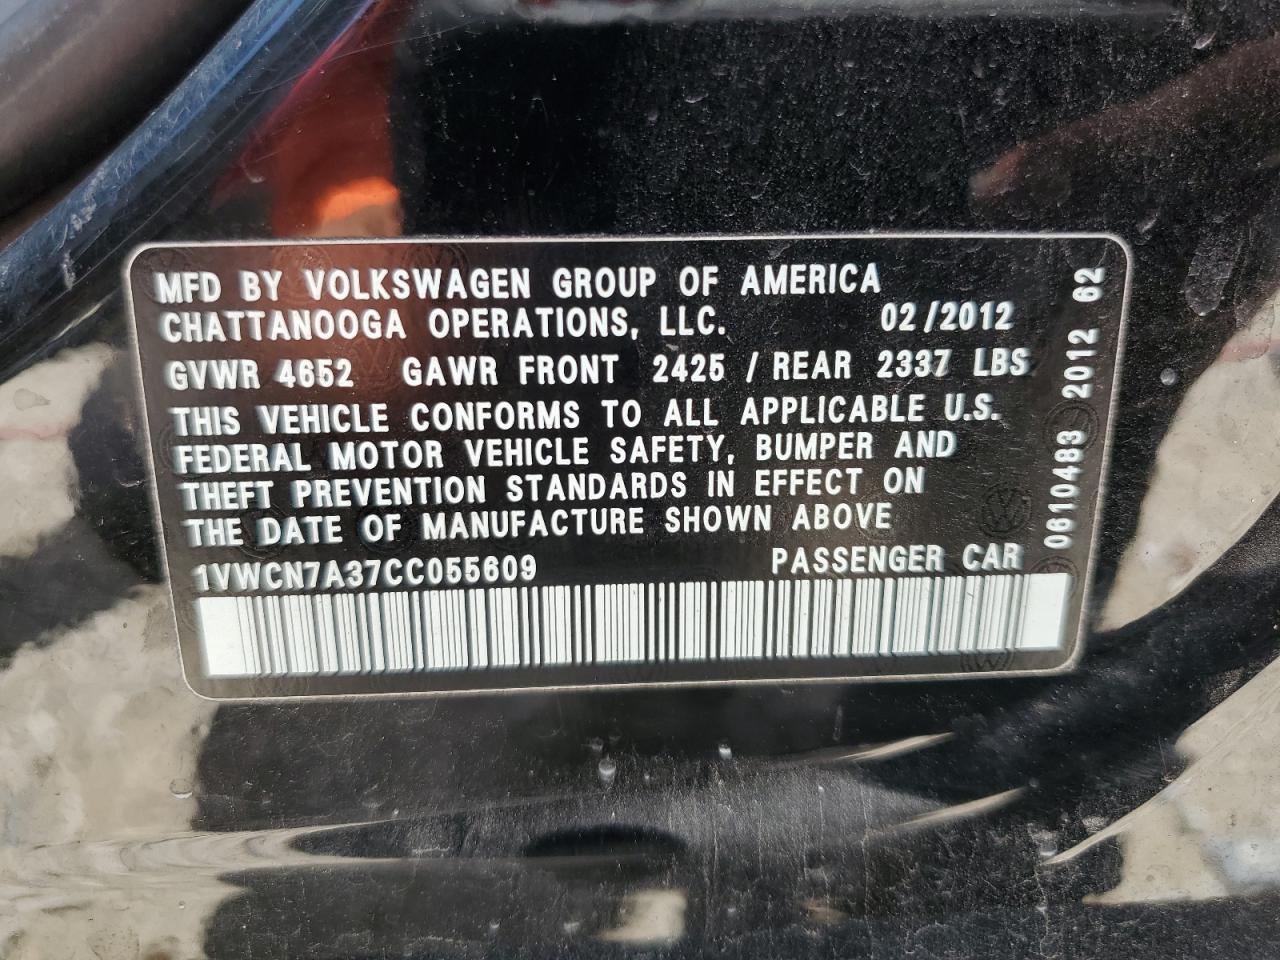 MFD BY VOLKSWAGEN GROUP OF AMERICA
CHATTANOOGA OPERATIONS, LLC. 02/2012
GVWR 4652 GAWR FRONT 2425 / REAR 2337 LBS
THIS VEHICLE CONFORMS TO ALL APPLICABLE U.S.
FEDERAL MOTOR VEHICLE SAFETY, BUMPER AND
THEFT PREVENTION STANDARDS IN EFFECT ON
THE DATE OF MANUFACTURE SHOWN ABOVE
1VWCN7A37CC055609 PASSENGER CAR
0610483 2012 62